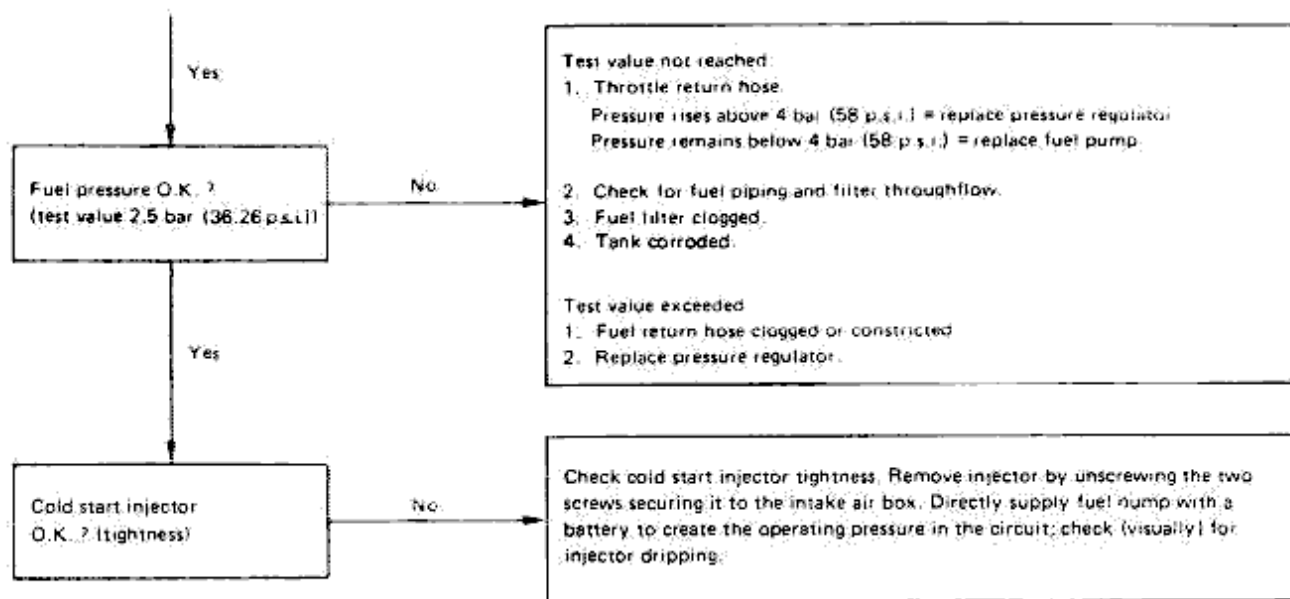 Yes
Fuel pressure O.K. ?
(test value 2.5 bar (36.26 p.s.i.))
No
Test value not reached:
1. Throttle return hose.
Pressure rises above 4 bar (58 p.s.i.) = replace pressure regulator
Pressure remains below 4 bar (58 p.s.i.) = replace fuel pump
2. Check for fuel piping and filter throughflow.
3. Fuel filter clogged.
4. Tank corroded.
Test value exceeded
1. Fuel return hose clogged or constricted
2. Replace pressure regulator.
Yes
Cold start injector
O.K. ? (tightness)
No
Check cold start injector tightness. Remove injector by unscrewing the two
screws securing it to the intake air box. Directly supply fuel pump with a
battery to create the operating pressure in the circuit; check (visually) for
injector dripping.